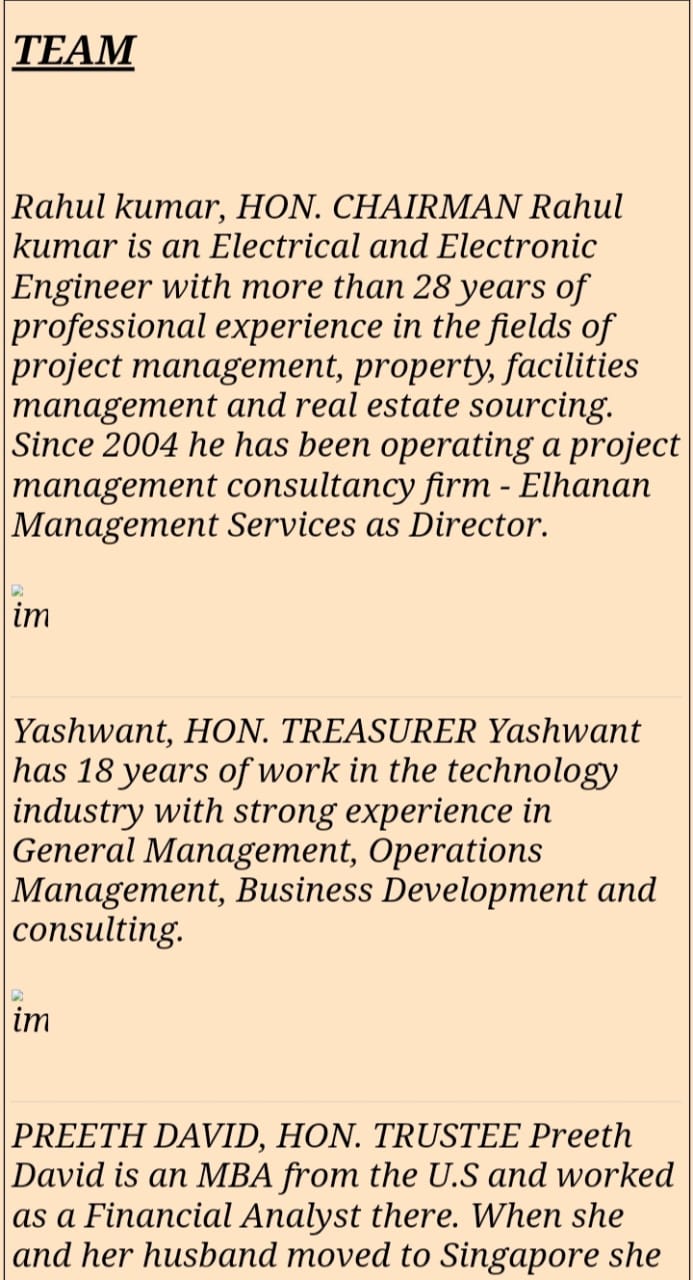 TEAM
Rahul kumar, HON. CHAIRMAN Rahul
kumar is an Electrical and Electronic
Engineer with more than 28 years of
professional experience in the fields of
project management, property, facilities
management and real estate sourcing.
Since 2004 he has been operating a project
management consultancy firm - Elhanan
Management Services as Director.
im
Yashwant, HON. TREASURER Yashwant
has 18 years of work in the technology
industry with strong experience in
General Management, Operations
Management, Business Development and
consulting.
im
PREETH DAVID, HON. TRUSTEE Preeth
David is an MBA from the U.S and worked
as a Financial Analyst there. When she
and her husband moved to Singapore she